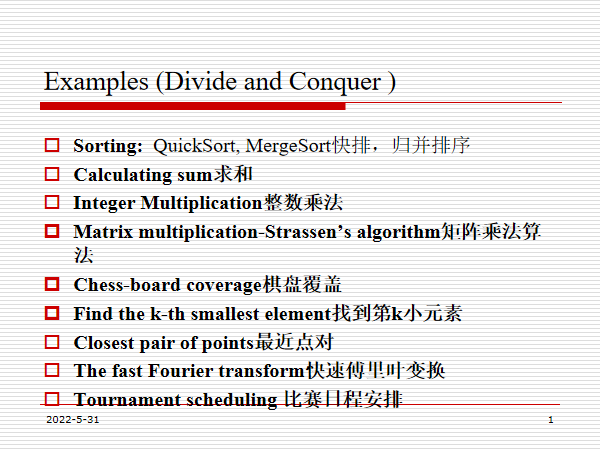 Examples (Divide and Conquer )
Sorting: QuickSort, MergeSort快排，归并排序
Calculating sum求和
Integer Multiplication整数乘法
Matrix multiplication-Strassen’s algorithm矩阵乘法算
法
Chess-board coverage棋盘覆盖
Find the k-th smallest element找到第k小元素
Closest pair of points最近点对
The fast Fourier transform快速傅里叶变换
Tournament scheduling 比赛日程安排
2022-5-31
1